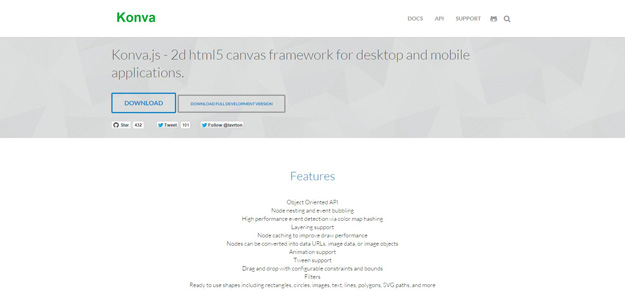 Konva
DOCS API SUPPORT
Konva.js - 2d html5 canvas framework for desktop and mobile
applications.
DOWNLOAD
DOWNLOAD FULL DEVELOPMENT VERSION
Star 432 Tweet 191 Follow @lavrton
Features
Object Oriented API
Node nesting and event bubbling
High performance event detection via color map hashing
Layering support
Node caching to improve draw performance
Nodes can be converted into data URLs, image data, or image objects
Animation support
Tween support
Drag and drop with configurable constraints and bounds
Filters
Ready to use shapes including rectangles, circles, images, text, lines, polygons, SVG paths, and more